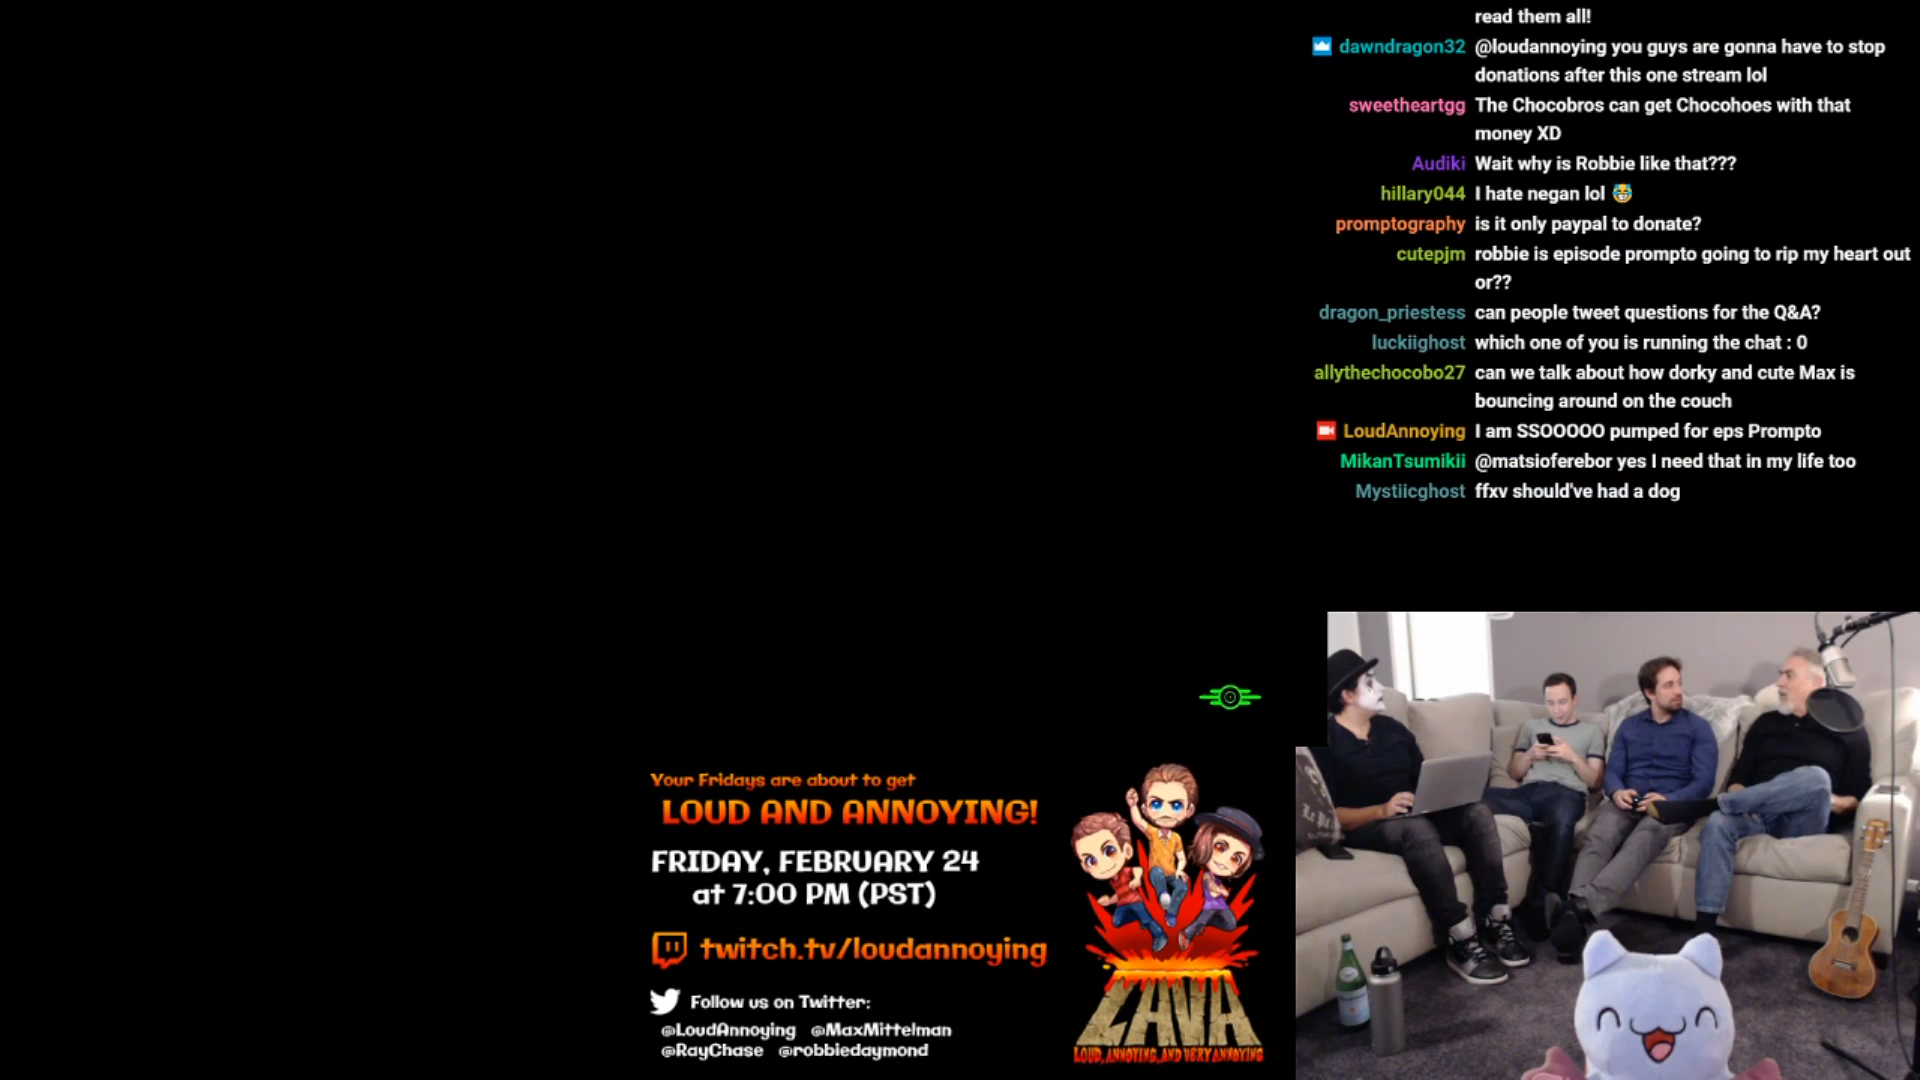 read them all!
dawndragon32 @loudannoying you guys are gonna have to stop
donations after this one stream lol
sweetheartgg The Chocobros can get Chocohoes with that
money XD
Audiki Wait why is Robbie like that???
hillary044 I hate negan lol 😹
promptography is it only paypal to donate?
cutepjm robbie is episode prompto going to rip my heart out
or??
dragon_priestess can people tweet questions for the Q&A?
luckiighost which one of you is running the chat : 0
allythechocobo27 can we talk about how dorky and cute Max is
bouncing around on the couch
LoudAnnoying I am SSOOOOO pumped for eps Prompto
MikanTsumikii @matsioferebor yes I need that in my life too
Mystiicghost ffxv should've had a dog
Your Fridays are about to get
LOUD AND ANNOYING!
FRIDAY, FEBRUARY 24
at 7:00 PM (PST)
twitch.tv/loudannoying
Follow us on Twitter:
@LoudAnnoying @MaxMittelman
@RayChase @robbiedaymond
LAVA
LOUD, ANNOYING, AND VERY ANNOYING